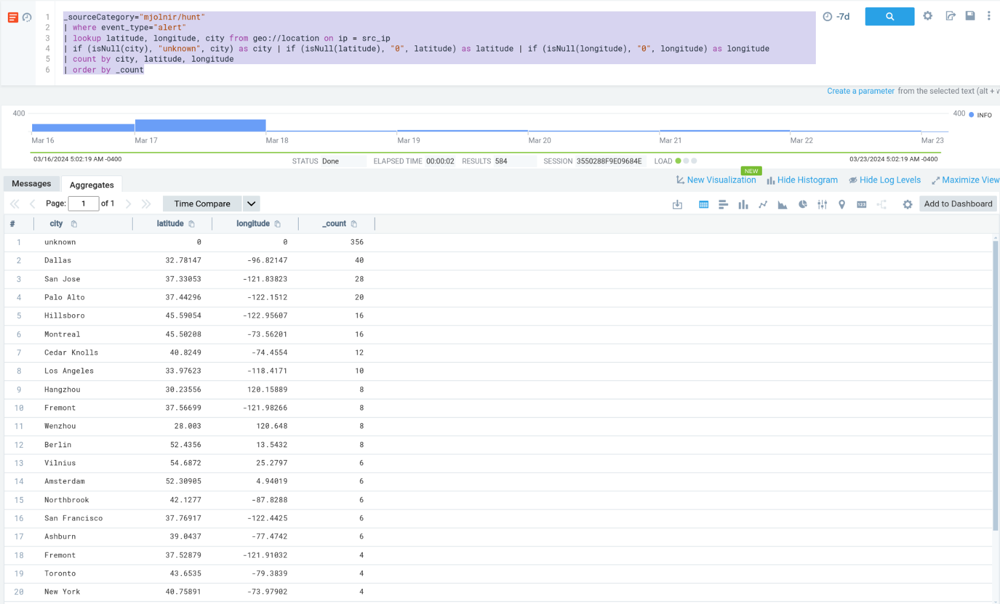 1 _sourceCategory="mjolnir/hunt"
2 | where event_type="alert"
3 | lookup latitude, longitude, city from geo://location on ip = src_ip
4 | if (isNull(city), "unknown", city) as city | if (isNull(latitude), "0", latitude) as latitude | if (isNull(longitude), "0", longitude) as longitude
5 | count by city, latitude, longitude
6 | order by _count
-7d
Create a parameter from the selected text (alt +
400 400 INFO
Mar 16 Mar 17 Mar 18 Mar 19 Mar 20 Mar 21 Mar 22 Mar 23
03/16/2024 5:02:19 AM -0400 STATUS Done ELAPSED TIME 00:00:02 RESULTS 584 SESSION 3550288F9E09684E LOAD 03/23/2024 5:02:19 AM -0400
NEW
Messages Aggregates New Visualization Hide Histogram Hide Log Levels Maximize View
Page: 1 of 1 Time Compare 123 Add to Dashboard
# city latitude longitude _count
1 unknown 0 0 356
2 Dallas 32.78147 -96.82147 40
3 San Jose 37.33053 -121.83823 28
4 Palo Alto 37.44296 -122.1512 20
5 Hillsboro 45.59054 -122.95607 16
6 Montreal 45.50208 -73.56201 16
7 Cedar Knolls 40.8249 -74.4554 12
8 Los Angeles 33.97623 -118.4171 10
9 Hangzhou 30.23556 120.15889 8
10 Fremont 37.56699 -121.98266 8
11 Wenzhou 28.003 120.648 8
12 Berlin 52.4356 13.5432 8
13 Vilnius 54.6872 25.2797 6
14 Amsterdam 52.30905 4.94019 6
15 Northbrook 42.1277 -87.8288 6
16 San Francisco 37.76917 -122.4425 6
17 Ashburn 39.0437 -77.4742 6
18 Fremont 37.52879 -121.91032 4
19 Toronto 43.6535 -79.3839 4
20 New York 40.75891 -73.97902 4